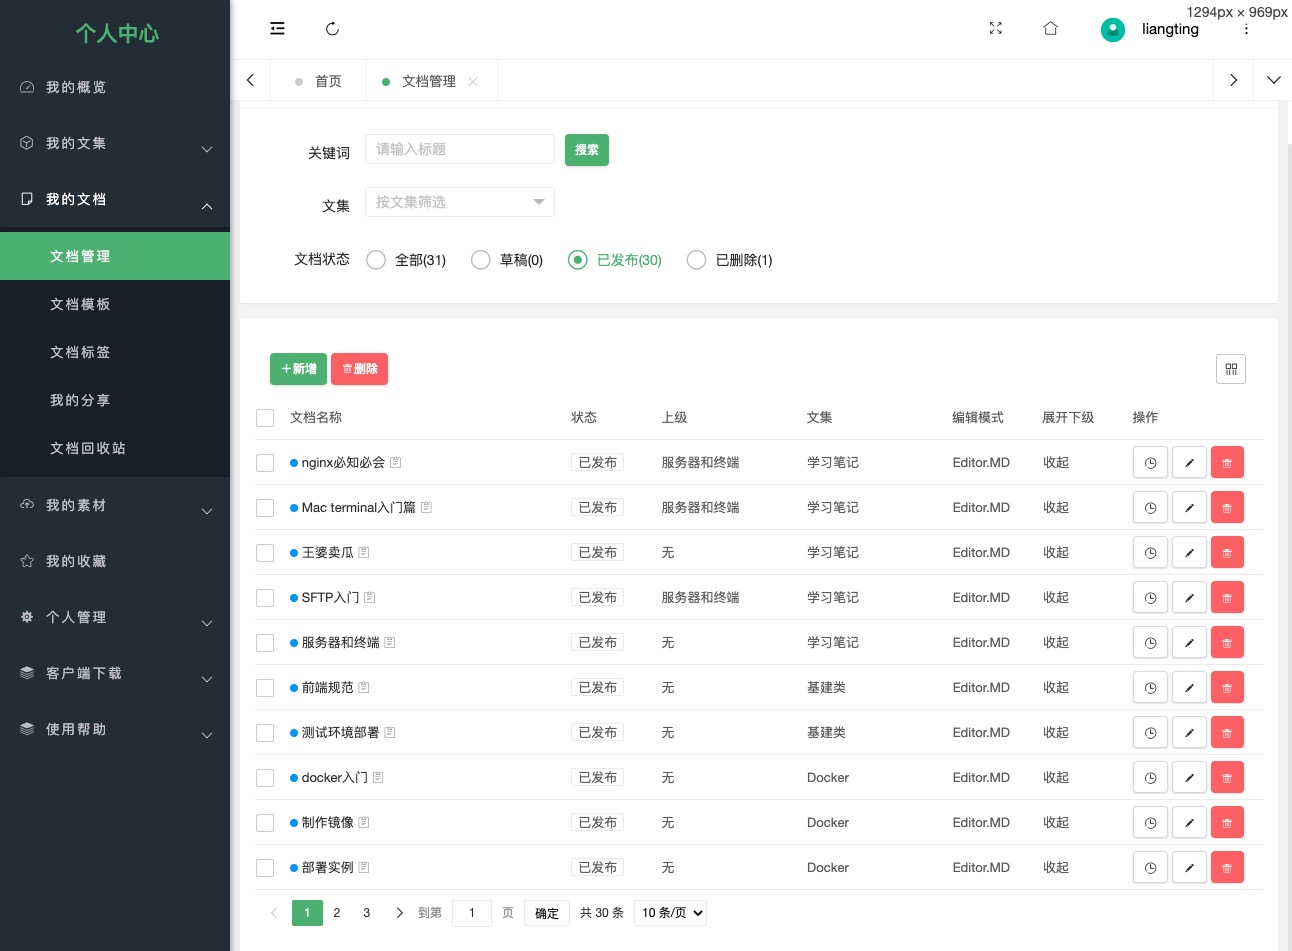 1294px × 969px
个人中心
liangting
首页
文档管理
我的概览
我的文集
我的文档
文档管理
文档模板
文档标签
我的分享
文档回收站
我的素材
我的收藏
个人管理
客户端下载
使用帮助
关键词 请输入标题 搜索
文集 按文集筛选
文档状态 全部(31) 草稿(0) 已发布(30) 已删除(1)
新增 删除
文档名称 状态 上级 文集 编辑模式 展开下级 操作
nginx必知必会 已发布 服务器和终端 学习笔记 Editor.MD 收起
Mac terminal入门篇 已发布 服务器和终端 学习笔记 Editor.MD 收起
王婆卖瓜 已发布 无 学习笔记 Editor.MD 收起
SFTP入门 已发布 服务器和终端 学习笔记 Editor.MD 收起
服务器和终端 已发布 无 学习笔记 Editor.MD 收起
前端规范 已发布 无 基建类 Editor.MD 收起
测试环境部署 已发布 无 基建类 Editor.MD 收起
docker入门 已发布 无 Docker Editor.MD 收起
制作镜像 已发布 无 Docker Editor.MD 收起
部署实例 已发布 无 Docker Editor.MD 收起
1 2 3 到第 1 页 确定 共 30 条 10 条/页